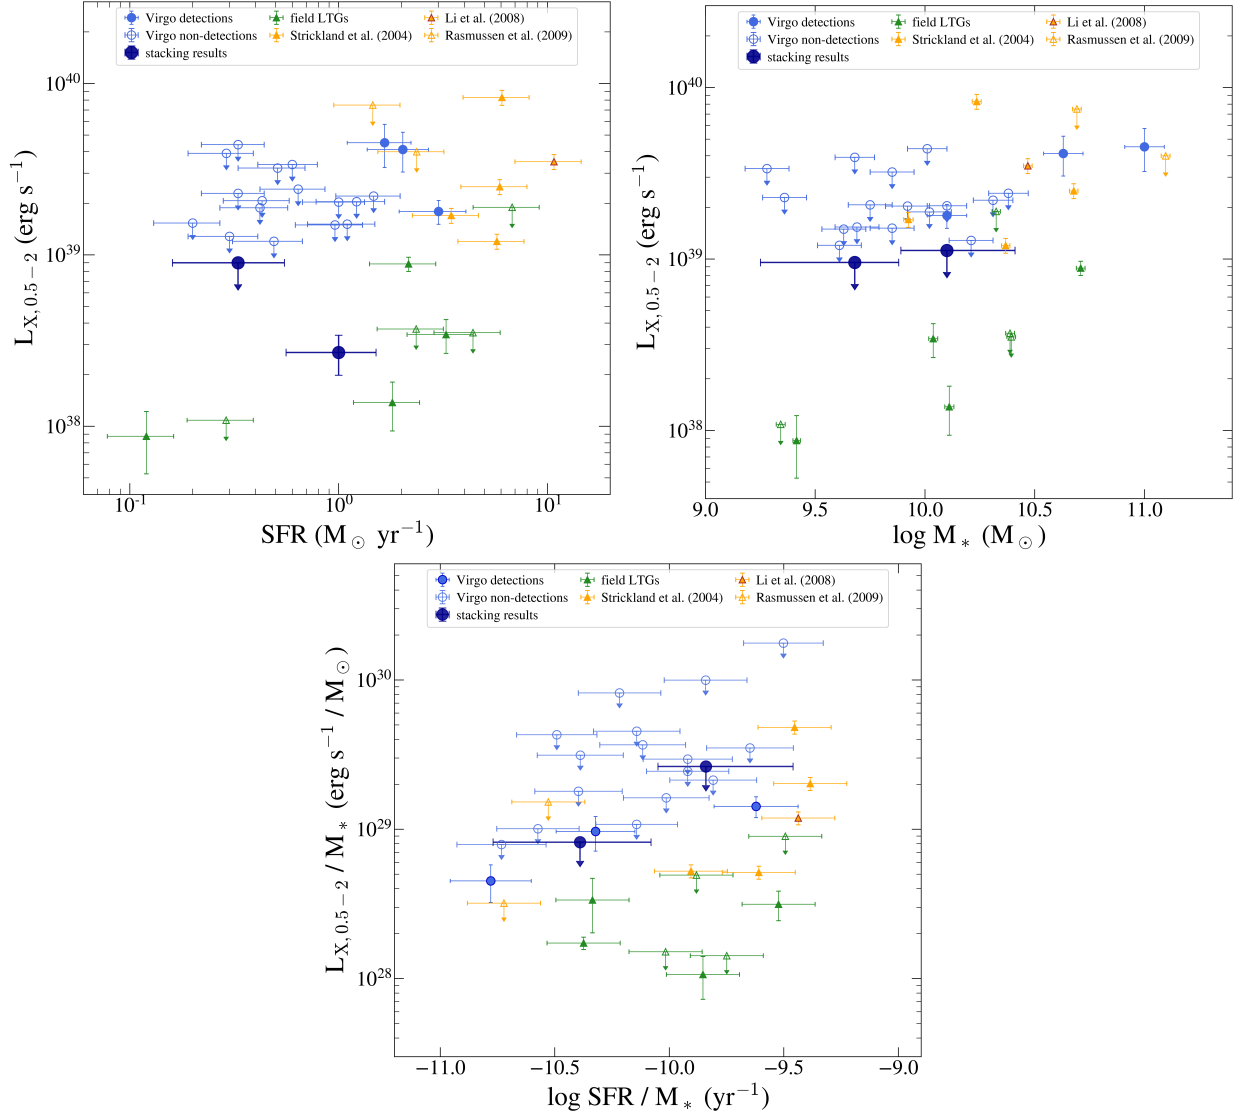 Virgo detections field LTGs Li et al. (2008)
Virgo non-detections Strickland et al. (2004) Rasmussen et al. (2009)
stacking results
10^40
10^39
10^38
L_X, 0.5−2 (erg s^−1)
10^-1 10^0 10^1
SFR (M_⊙ yr^−1)
Virgo detections field LTGs Li et al. (2008)
Virgo non-detections Strickland et al. (2004) Rasmussen et al. (2009)
stacking results
10^40
10^39
10^38
L_X, 0.5−2 (erg s^−1)
9.0 9.5 10.0 10.5 11.0
log M_* (M_⊙)
Virgo detections field LTGs Li et al. (2008)
Virgo non-detections Strickland et al. (2004) Rasmussen et al. (2009)
stacking results
10^30
10^29
10^28
L_X, 0.5−2 / M_* (erg s^−1 / M_⊙)
−11.0 −10.5 −10.0 −9.5 −9.0
log SFR / M_* (yr^−1)